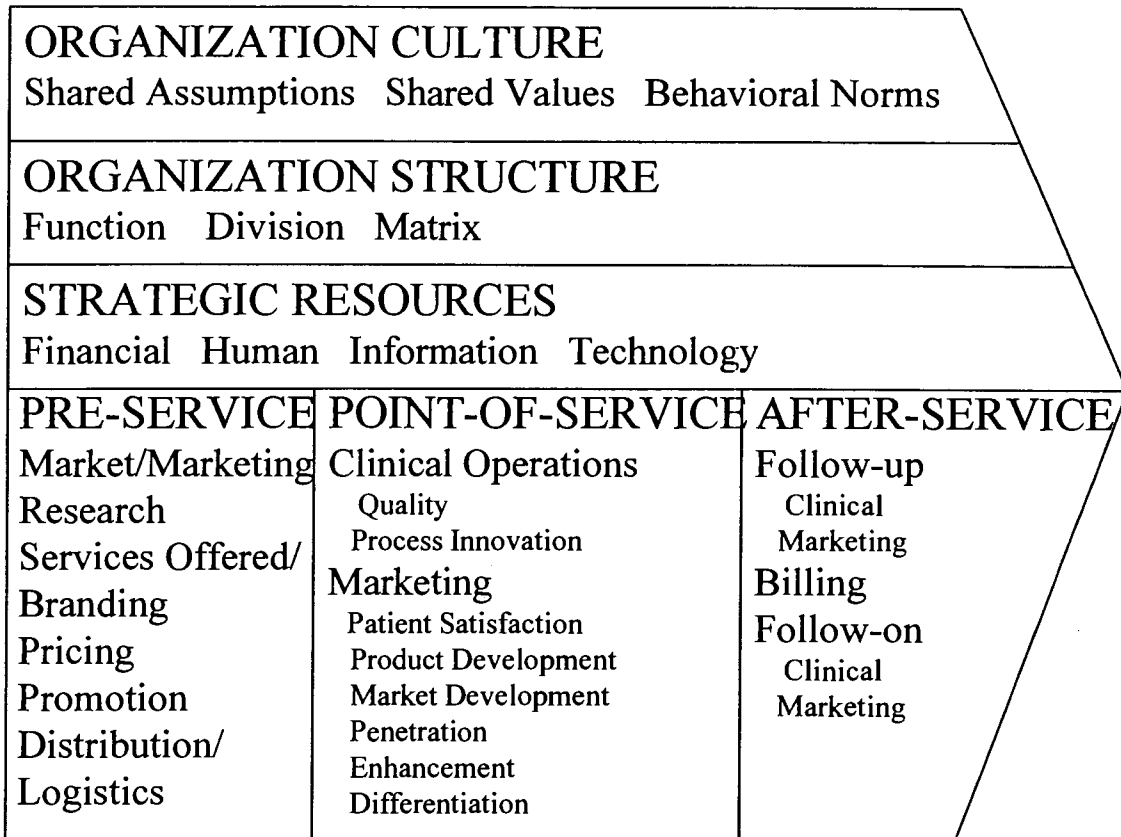 ORGANIZATION CULTURE
Shared Assumptions Shared Values Behavioral Norms
ORGANIZATION STRUCTURE
Function Division Matrix
STRATEGIC RESOURCES
Financial Human Information Technology
PRE-SERVICE
Market/Marketing
Research
Services Offered/
Branding
Pricing
Promotion
Distribution/
Logistics
POINT-OF-SERVICE
Clinical Operations
Quality
Process Innovation
Marketing
Patient Satisfaction
Product Development
Market Development
Penetration
Enhancement
Differentiation
AFTER-SERVICE
Follow-up
Clinical
Marketing
Billing
Follow-on
Clinical
Marketing